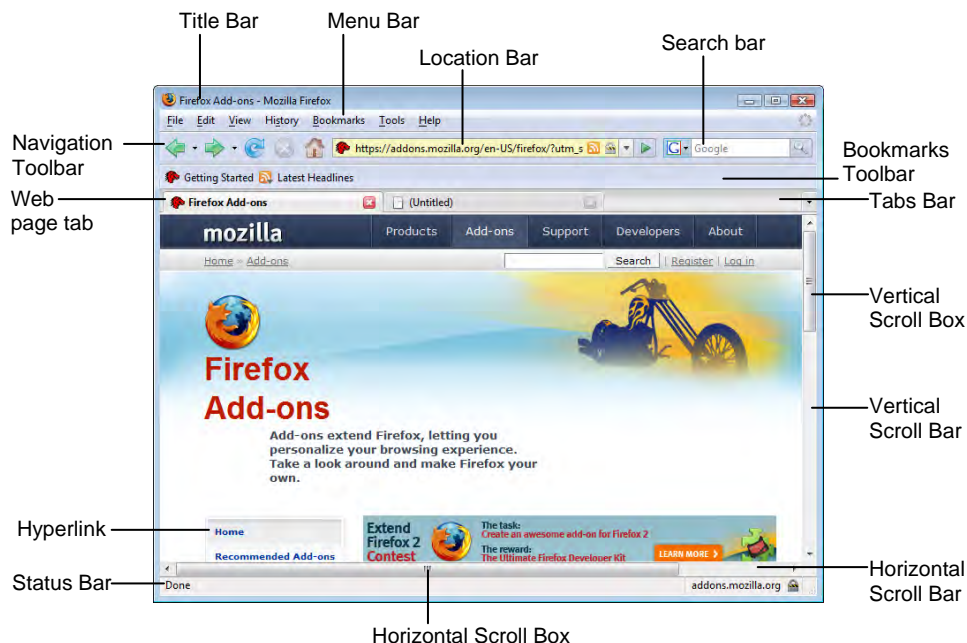 Title Bar
Menu Bar
Location Bar
Search bar
Firefox Add-ons - Mozilla Firefox
File Edit View History Bookmarks Tools Help
Navigation
Toolbar
https://addons.mozilla.org/en-US/firefox/?utm_s
G
Google
Bookmarks
Toolbar
Getting Started Latest Headlines
Web
page tab
Firefox Add-ons
(Untitled)
Tabs Bar
mozilla
Products Add-ons Support Developers About
Home » Add-ons
Search | Register | Log in
Vertical
Scroll Box
Firefox
Add-ons
Vertical
Scroll Bar
Add-ons extend Firefox, letting you
personalize your browsing experience.
Take a look around and make Firefox your
own.
Hyperlink
Home
Recommended Add-ons
Extend
Firefox 2
Contest
The task:
Create an awesome add-on for Firefox 2
The reward:
The Ultimate Firefox Developer Kit
LEARN MORE
Status Bar
Done
addons.mozilla.org
Horizontal
Scroll Bar
Horizontal Scroll Box